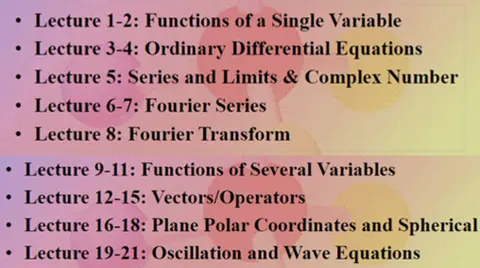 • Lecture 1-2: Functions of a Single Variable
• Lecture 3-4: Ordinary Differential Equations
• Lecture 5: Series and Limits & Complex Number
• Lecture 6-7: Fourier Series
• Lecture 8: Fourier Transform
• Lecture 9-11: Functions of Several Variables
• Lecture 12-15: Vectors/Operators
• Lecture 16-18: Plane Polar Coordinates and Spherical
• Lecture 19-21: Oscillation and Wave Equations